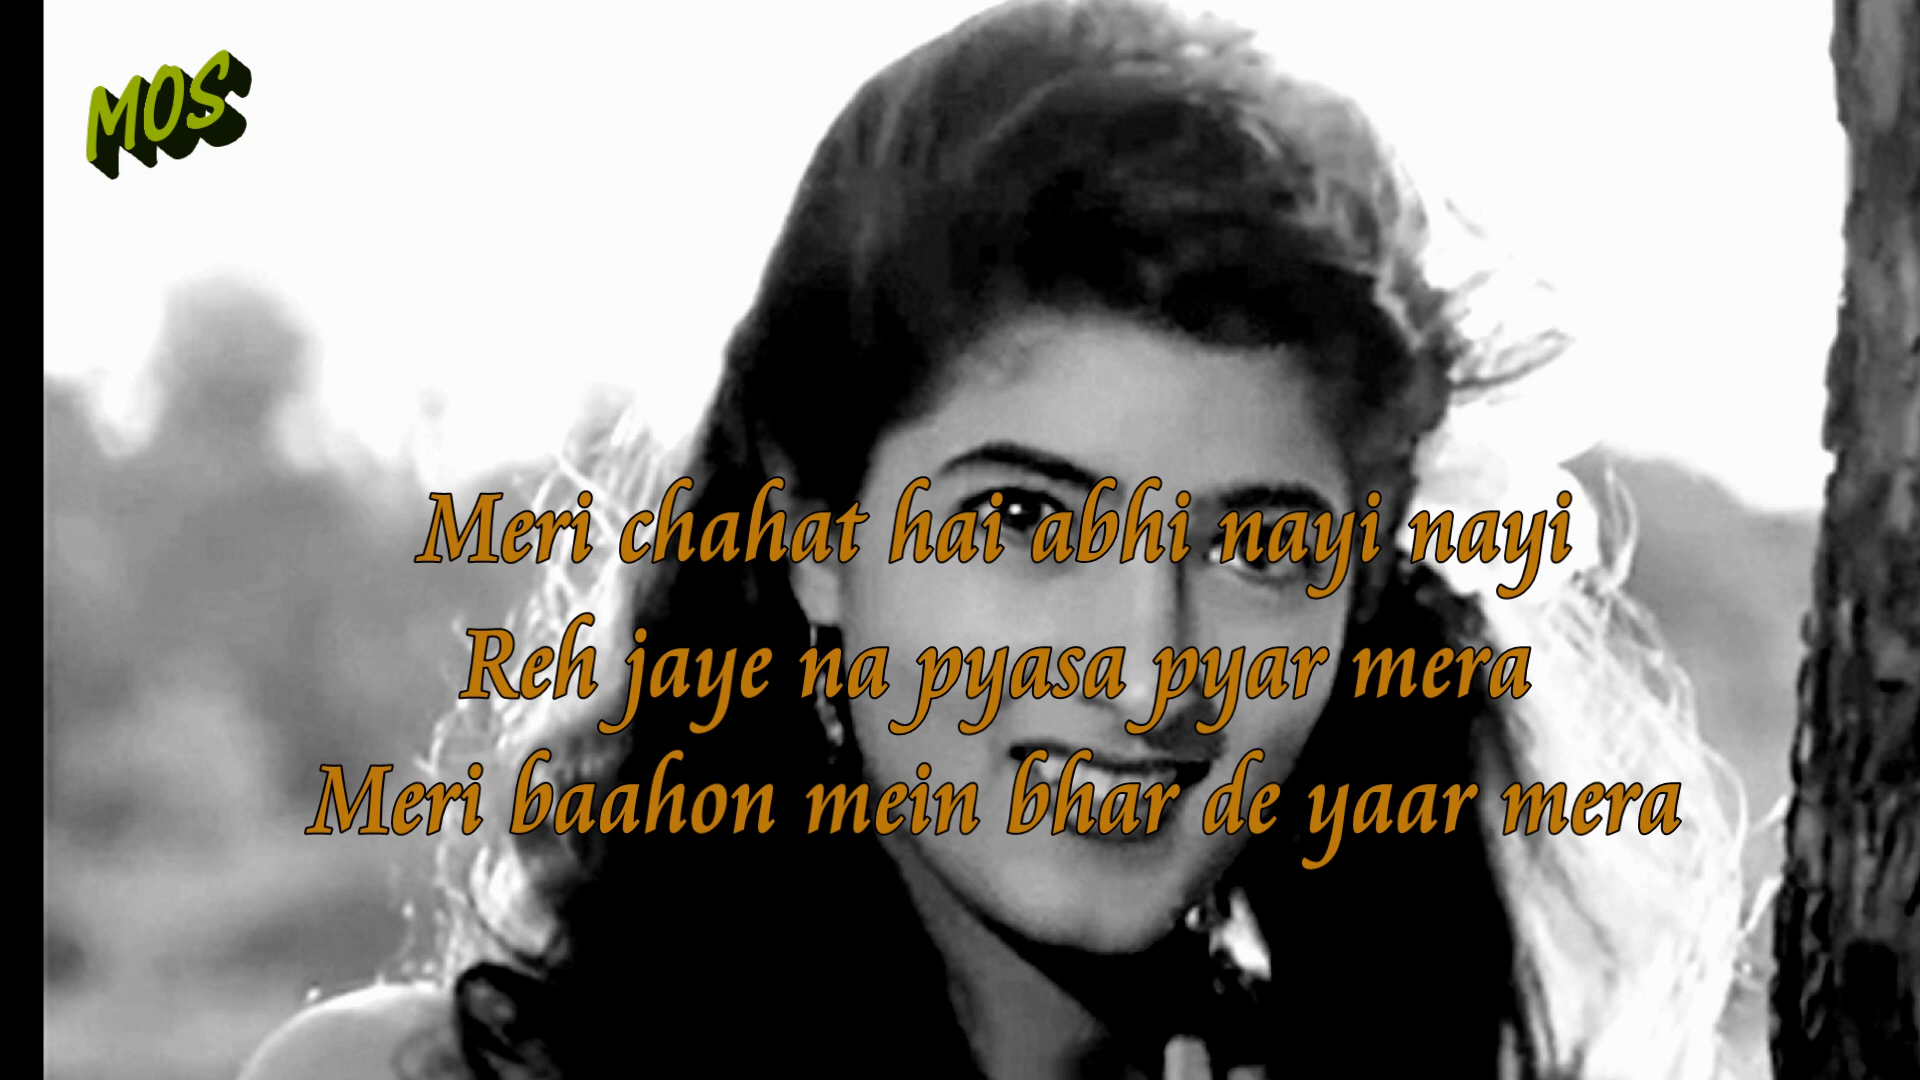 MOS
Meri chahat hai abhi nayi nayi
Reh jaye na pyasa pyar mera
Meri baahon mein bhar de yaar mera